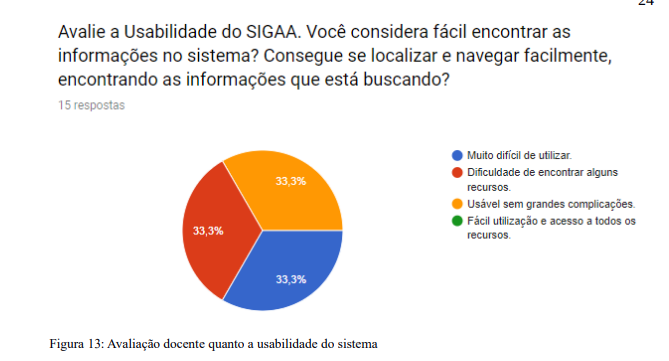 24
Avalie a Usabilidade do SIGAA. Você considera fácil encontrar as
informações no sistema? Consegue se localizar e navegar facilmente,
encontrando as informações que está buscando?
15 respostas
33,3%
33,3%
33,3%
Muito difícil de utilizar.
Dificuldade de encontrar alguns
recursos.
Usável sem grandes complicações.
Fácil utilização e acesso a todos os
recursos.
Figura 13: Avaliação docente quanto a usabilidade do sistema